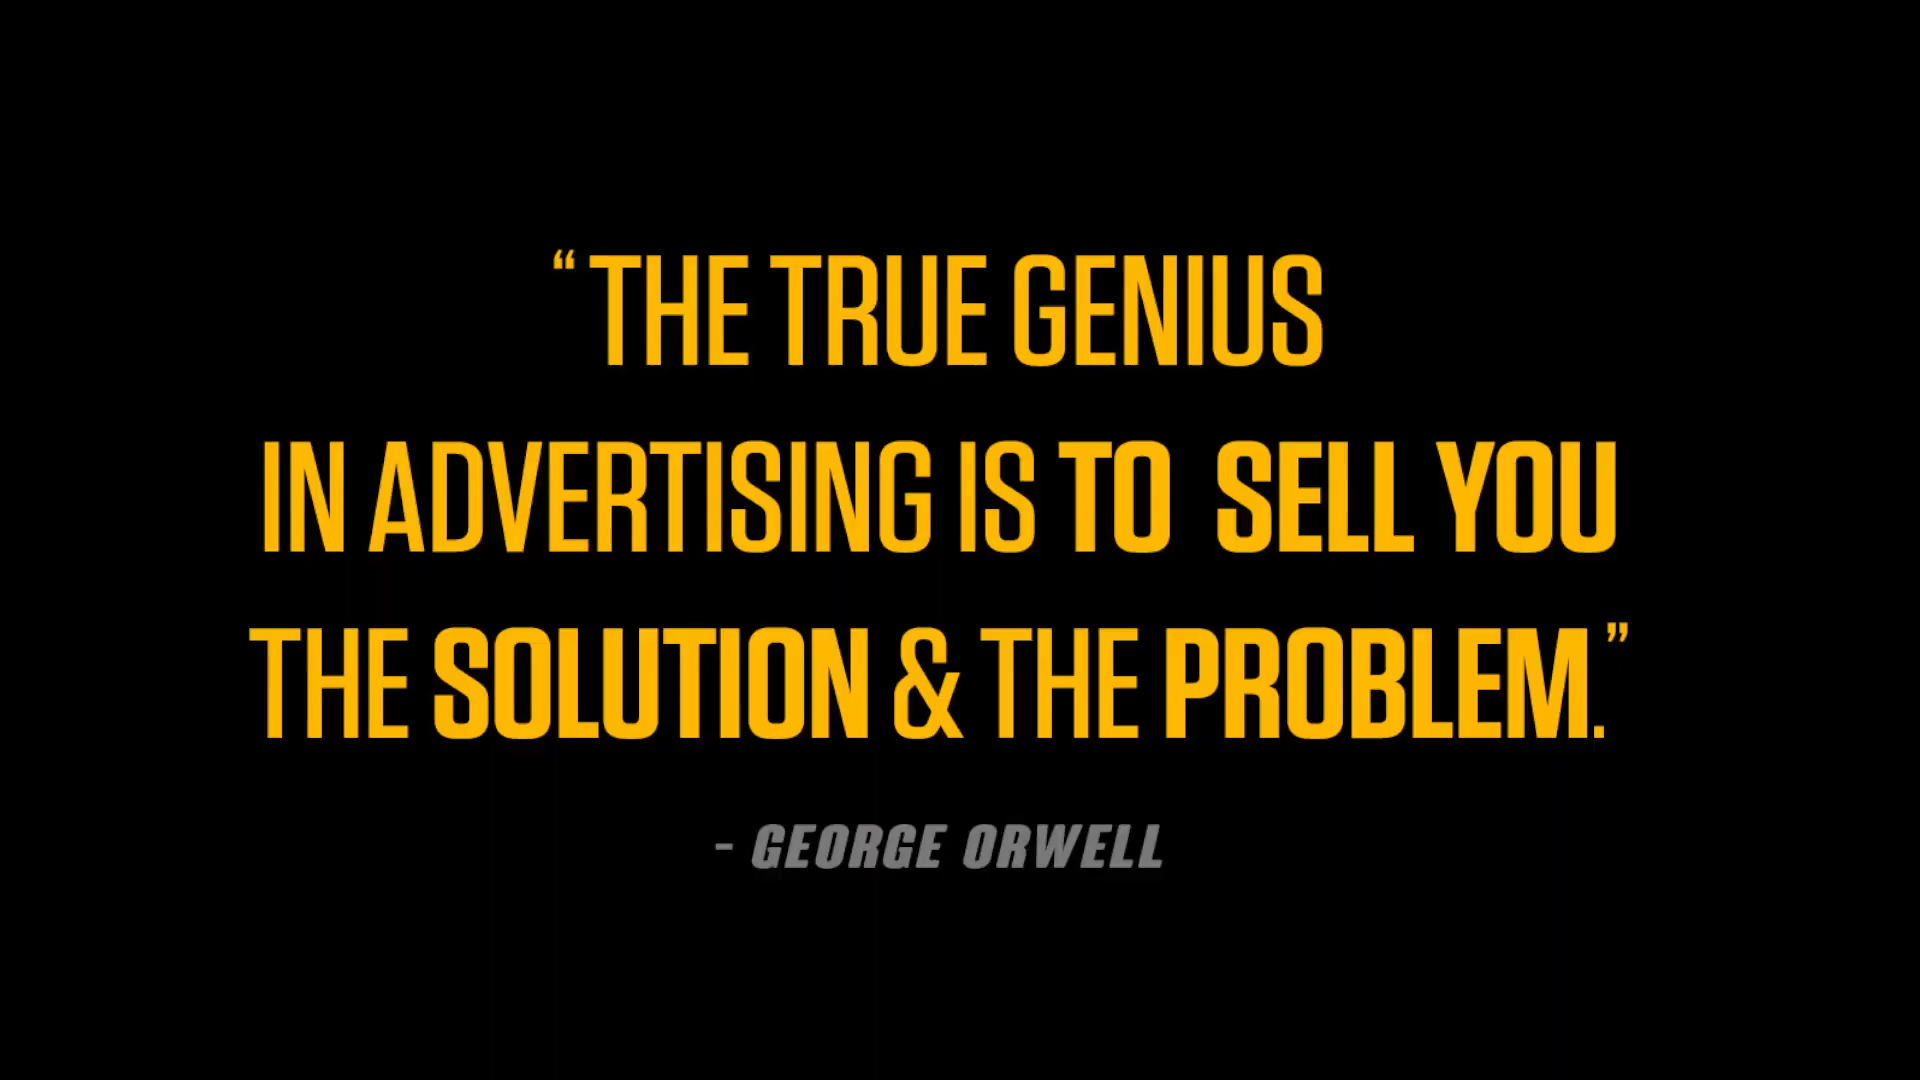 “ THE TRUE GENIUS
IN ADVERTISING IS TO SELL YOU
THE SOLUTION & THE PROBLEM.”
- GEORGE ORWELL